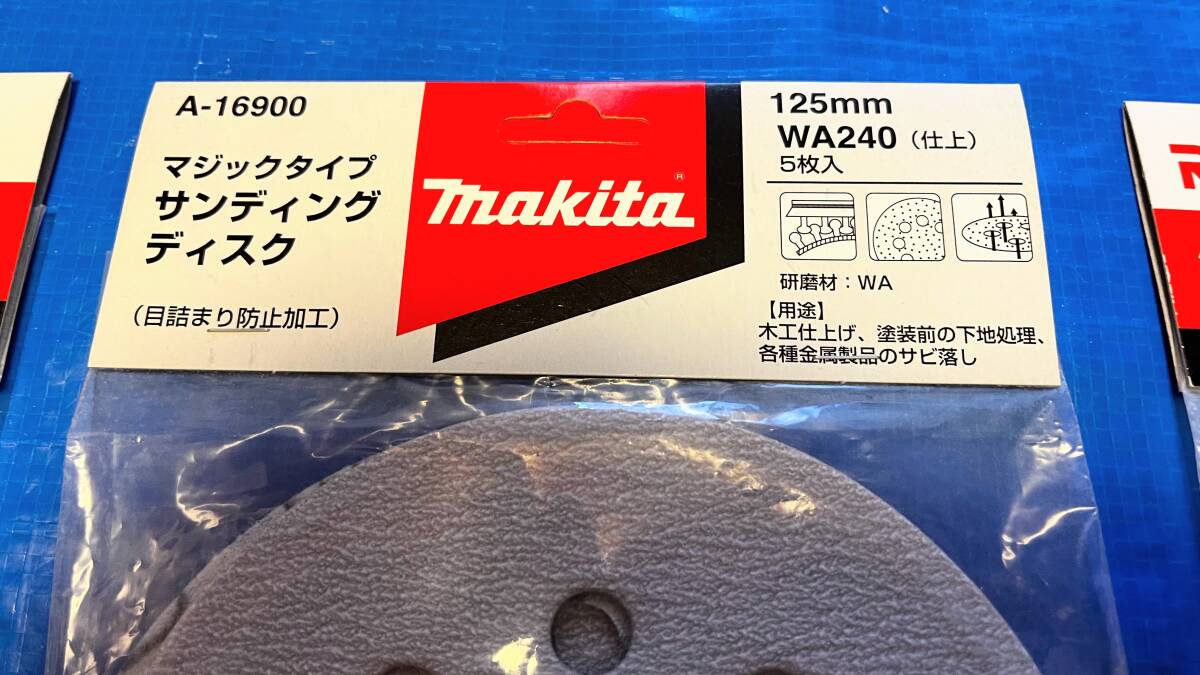 A-16900
マジックタイプ
サンディング
ディスク
（目詰まり防止加工）
makita®
125mm
WA240（仕上）
5枚入
研磨材：WA
【用途】
木工仕上げ、塗装前の下地処理、
各種金属製品のサビ落し